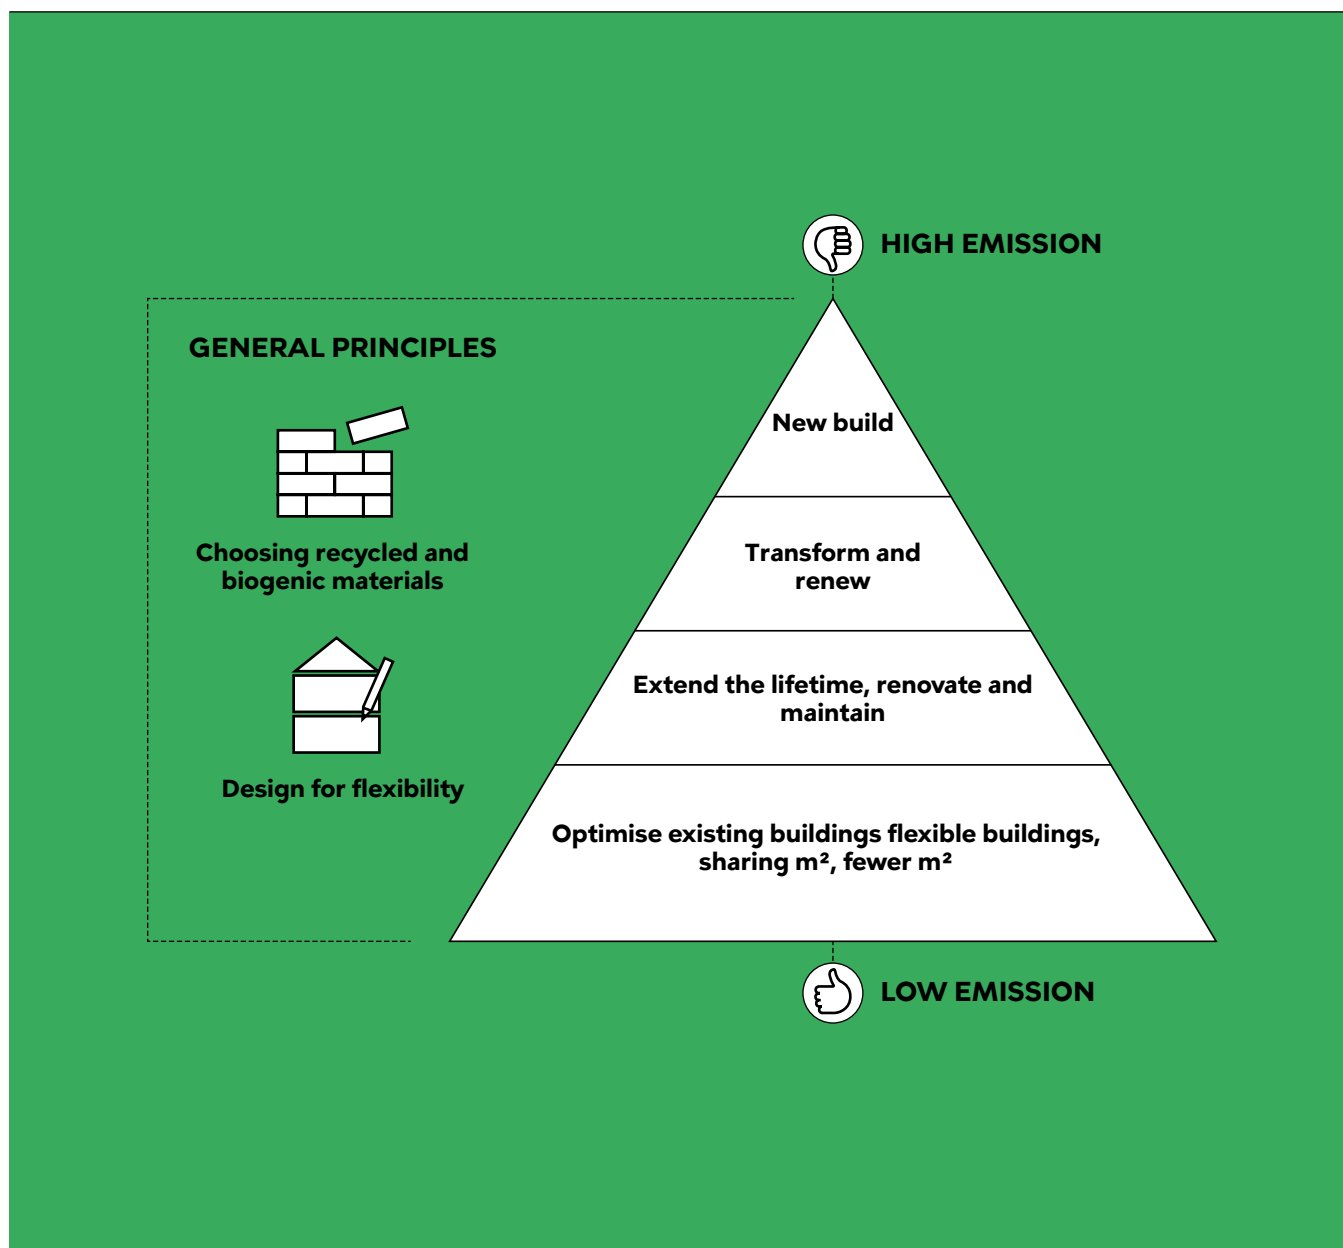 HIGH EMISSION
GENERAL PRINCIPLES
New build
Choosing recycled and
biogenic materials
Transform and
renew
Extend the lifetime, renovate and
maintain
Design for flexibility
Optimise existing buildings flexible buildings,
sharing m², fewer m²
LOW EMISSION